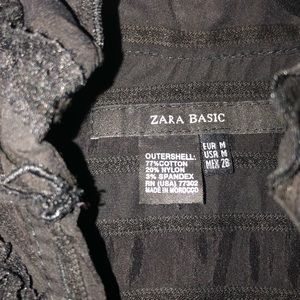 ZARA BASIC
OUTERSHELL:
77%COTTON
20% NYLON
3% SPANDEX
RN (USA) 77302
MADE IN MOROCCO
EUR M
USA M
MEX 28